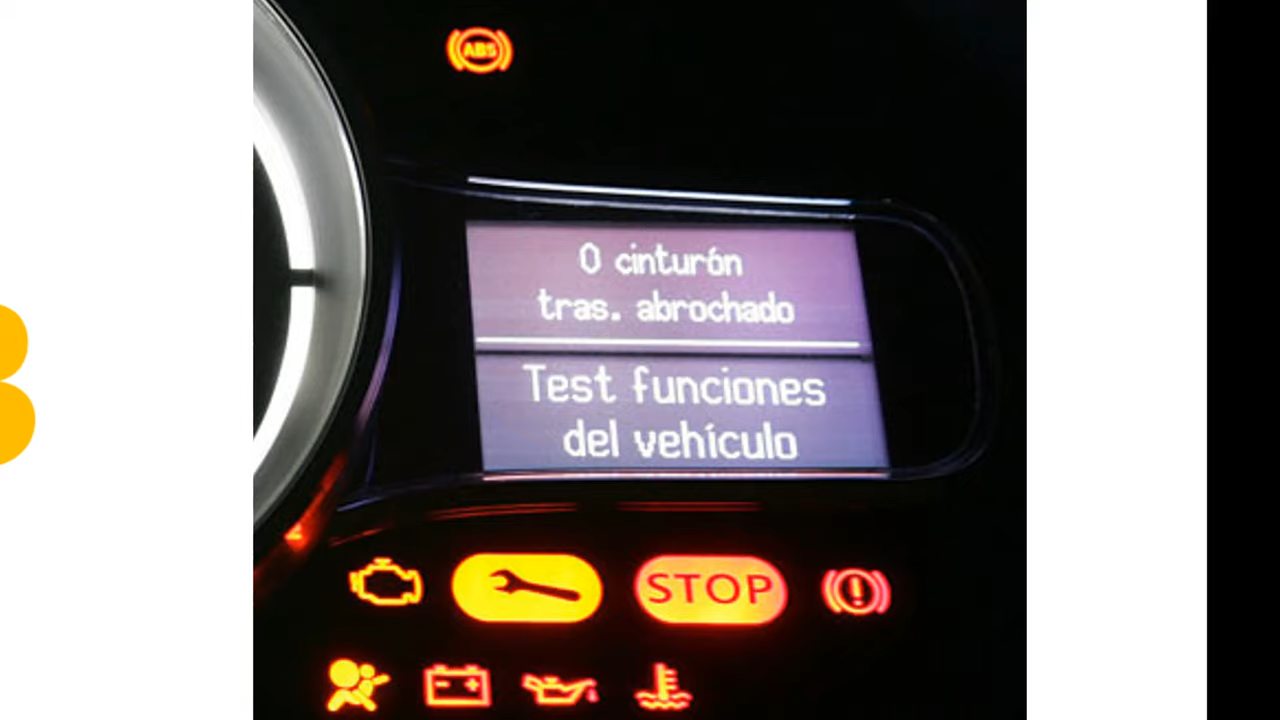 ABS
0 cinturón
tras. abrochado
Test funciones
del vehículo
STOP